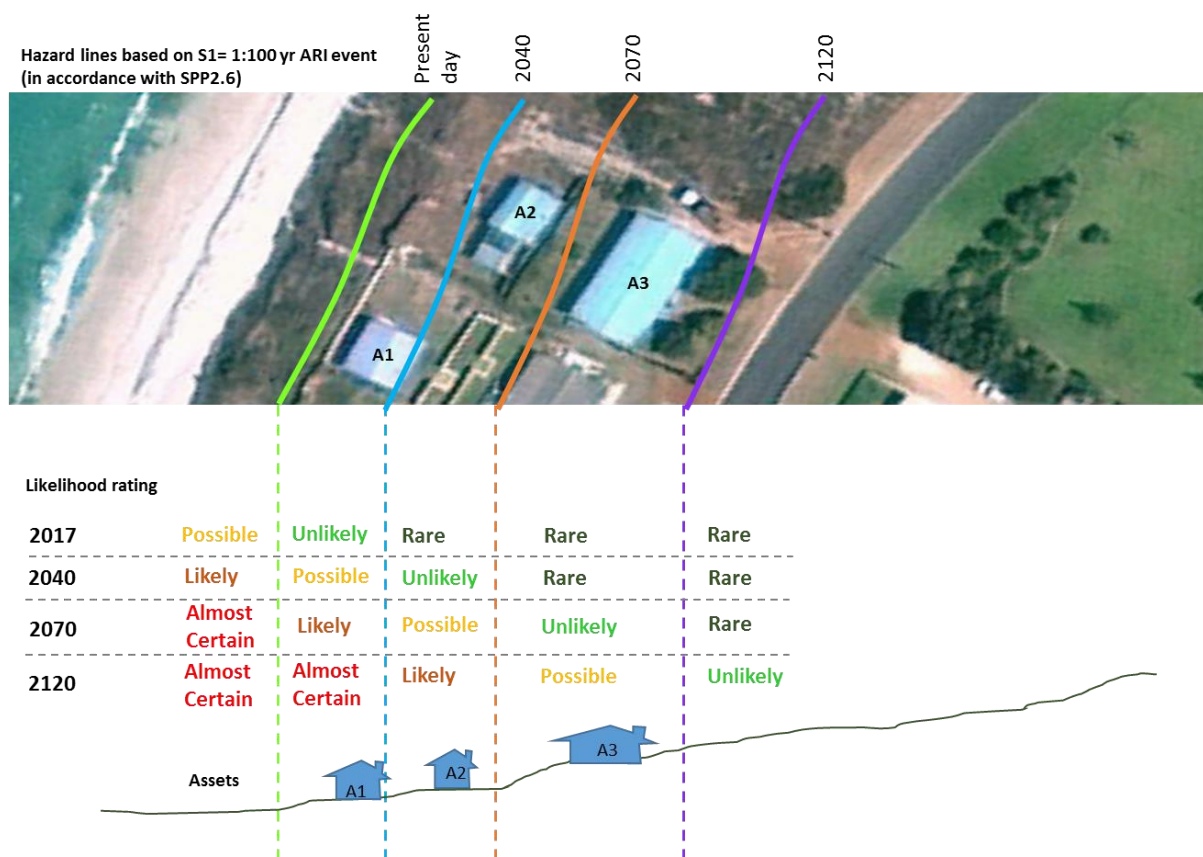 Hazard lines based on S1= 1:100 yr ARI event
(in accordance with SPP2.6)
Present
day
2040
2070
2120
A1
A2
A3
Likelihood rating
2017 Possible Unlikely Rare Rare Rare
2040 Likely Possible Unlikely Rare Rare
2070 Almost
Certain Likely Possible Unlikely Rare
2120 Almost
Certain Almost
Certain Likely Possible Unlikely
Assets A1 A2 A3